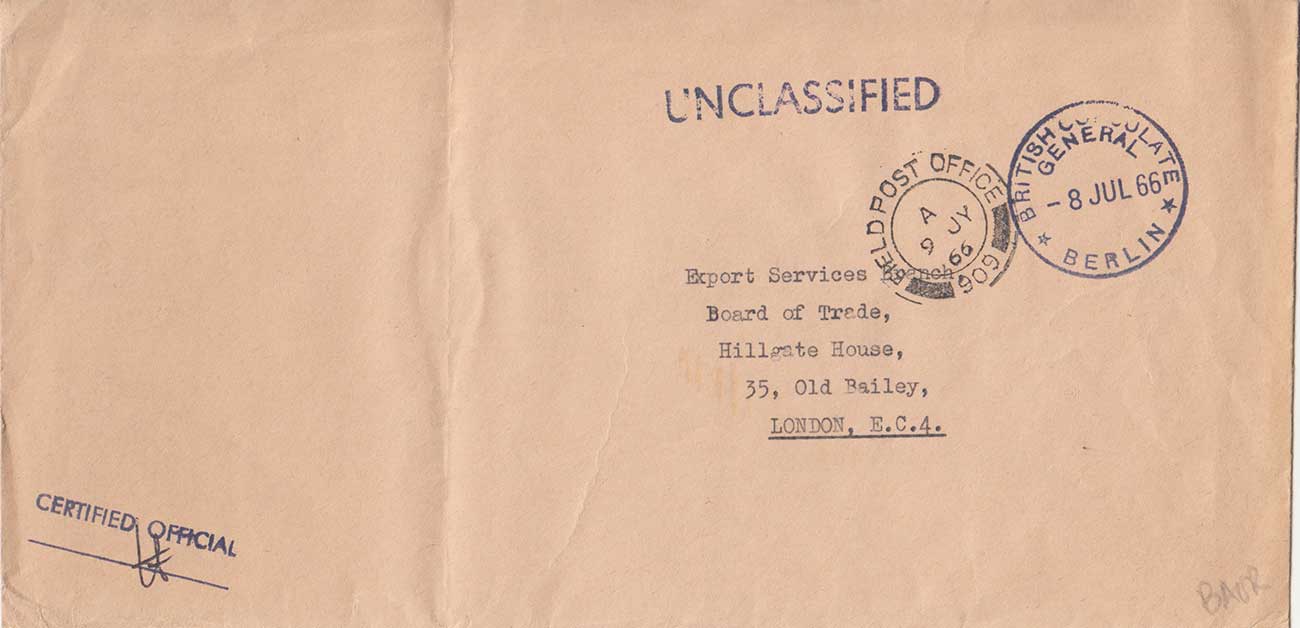 UNCLASSIFIED
BRITISH CONSULATE
GENERAL
- 8 JUL 66
BERLIN
FIELD POST OFFICE
A JY
9 66
906
Export Services Branch,
Board of Trade,
Hillgate House,
35, Old Bailey,
LONDON, E.C.4.
CERTIFIED OFFICIAL
BAOR